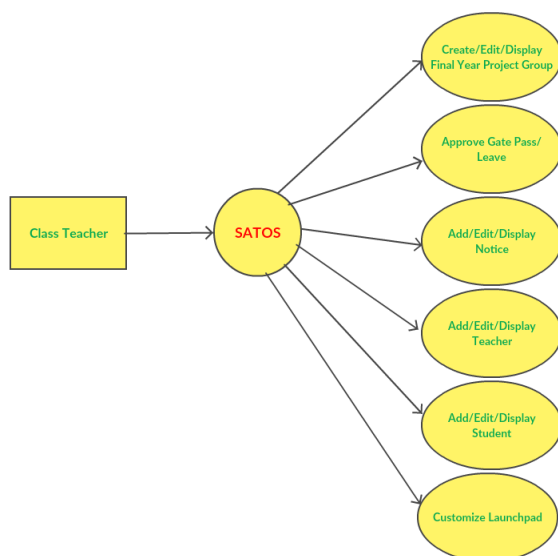 Create/Edit/Display
Final Year Project Group
Approve Gate Pass/
Leave
Class Teacher
SATOS
Add/Edit/Display
Notice
Add/Edit/Display
Teacher
Add/Edit/Display
Student
Customize Launchpad